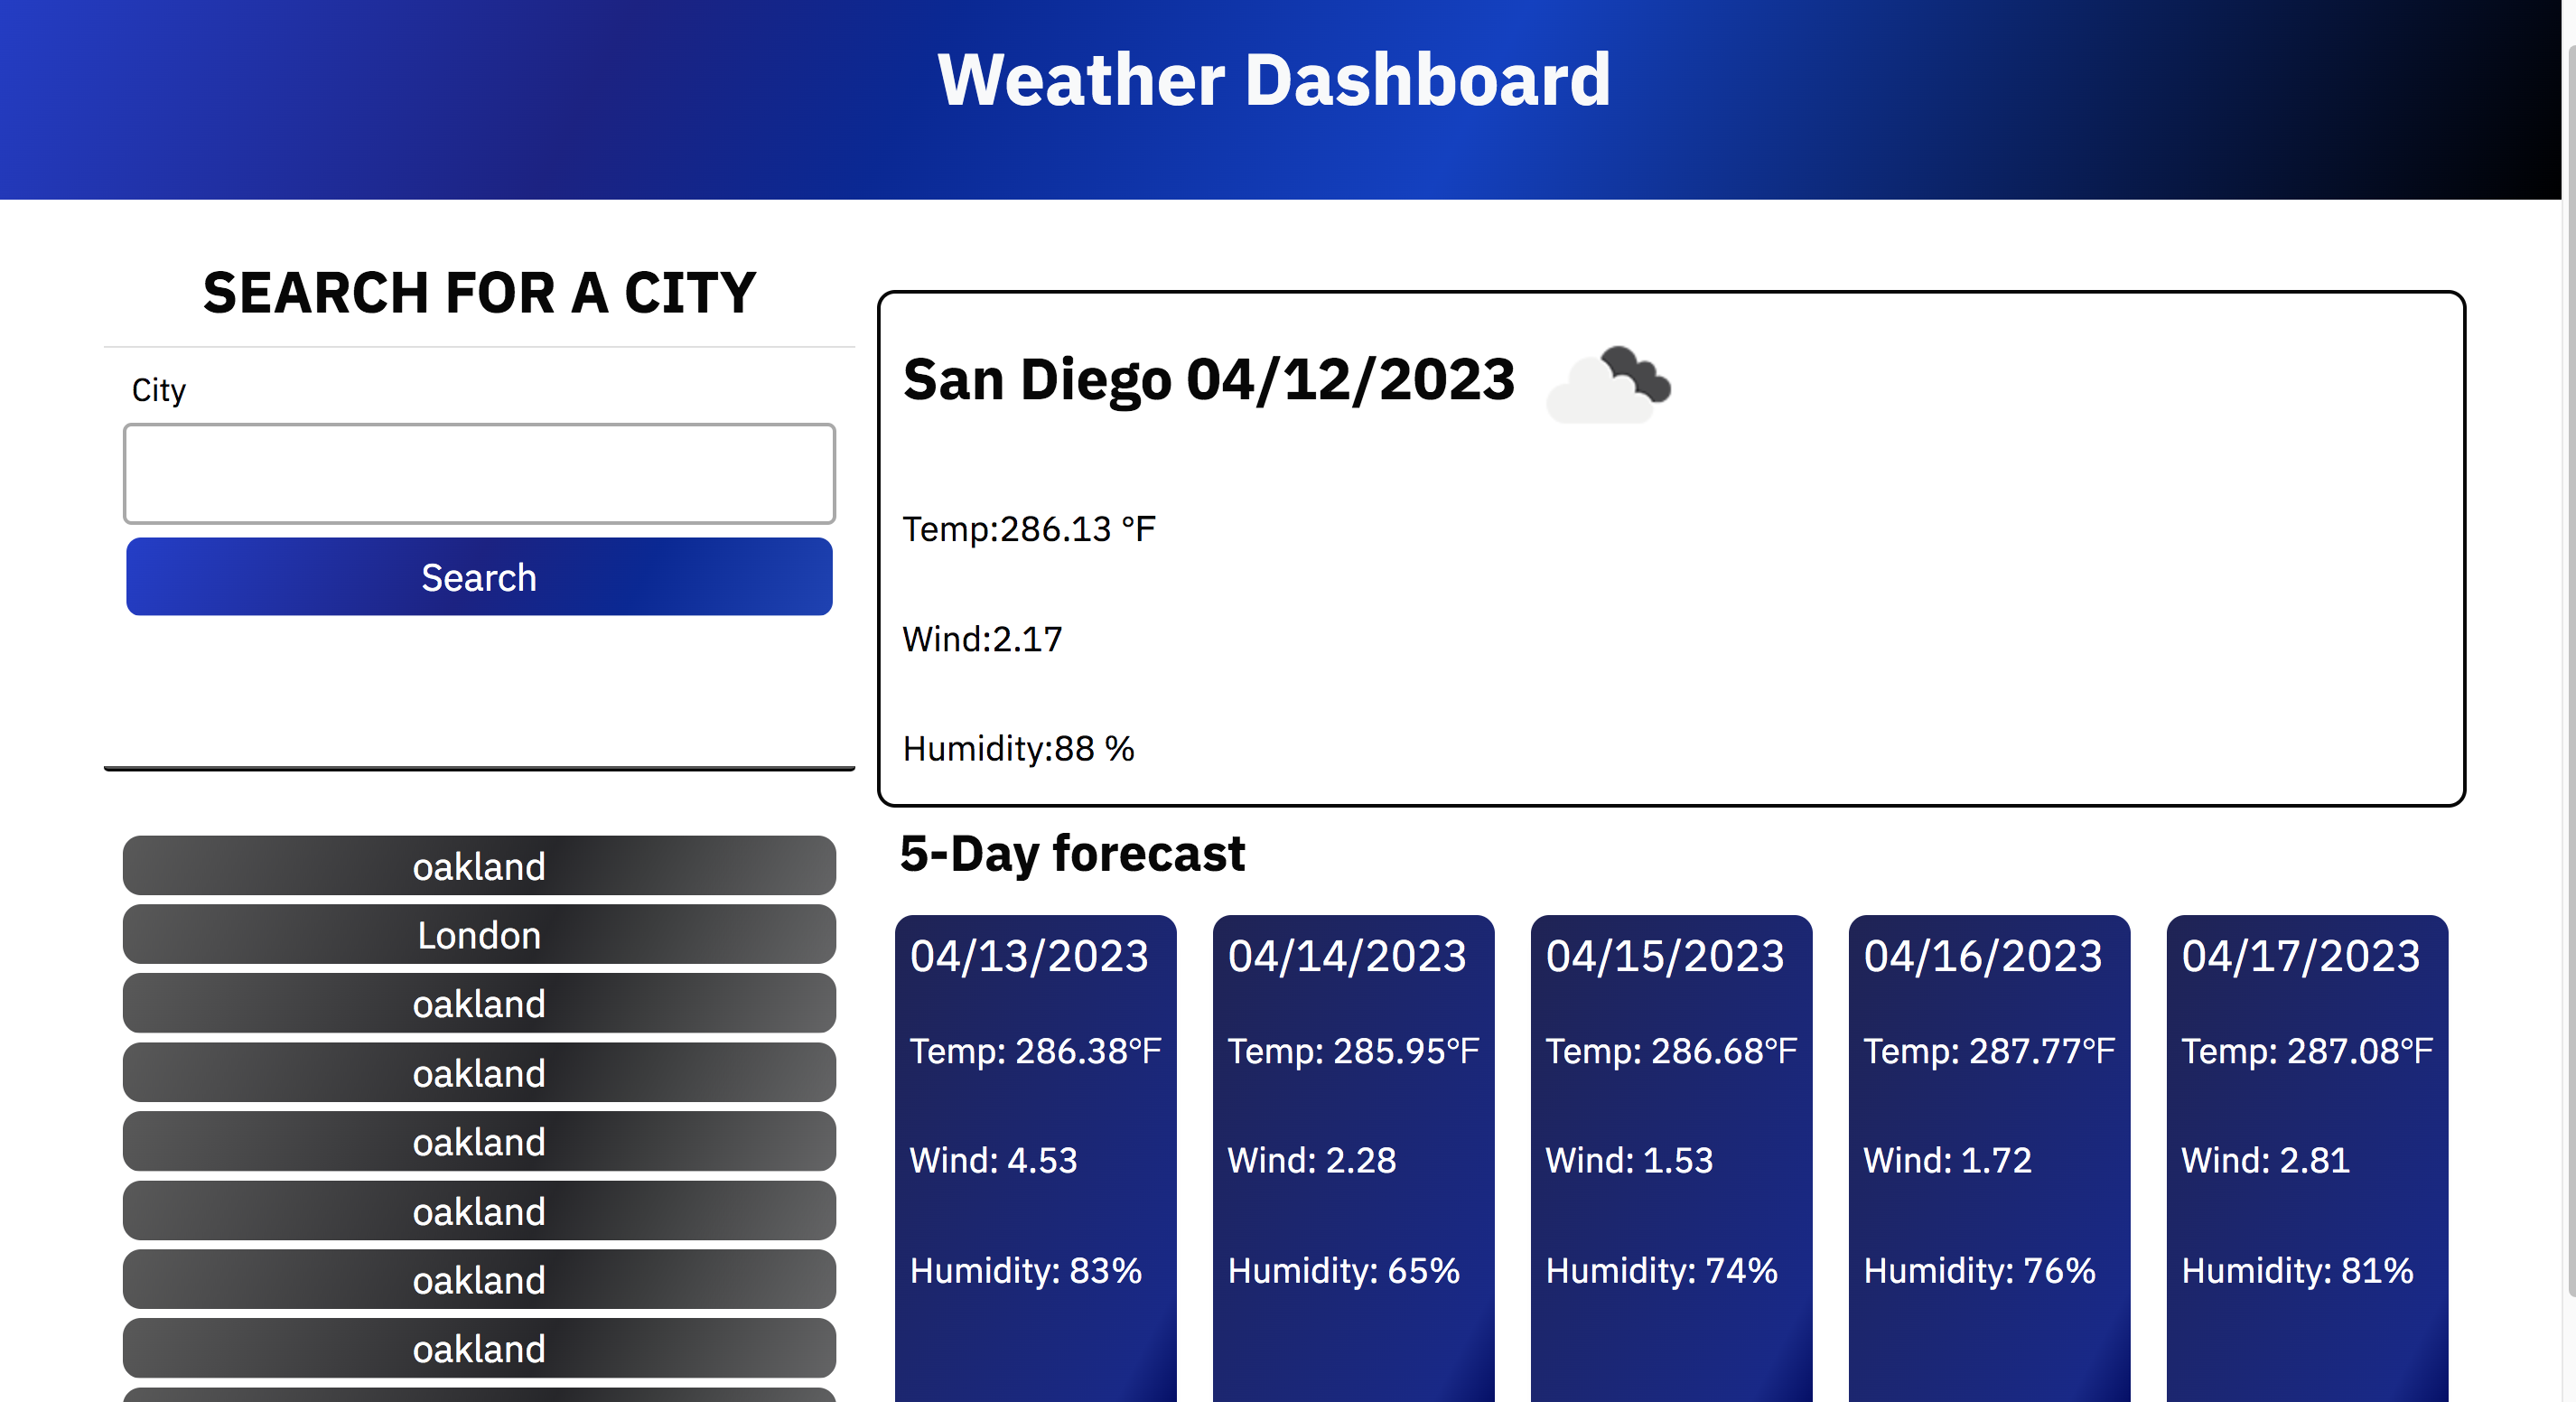 Weather Dashboard
SEARCH FOR A CITY
City
Search
oakland
London
oakland
oakland
oakland
oakland
oakland
oakland
San Diego 04/12/2023
Temp:286.13 °F
Wind:2.17
Humidity:88 %
5-Day forecast
04/13/2023
Temp: 286.38°F
Wind: 4.53
Humidity: 83%
04/14/2023
Temp: 285.95°F
Wind: 2.28
Humidity: 65%
04/15/2023
Temp: 286.68°F
Wind: 1.53
Humidity: 74%
04/16/2023
Temp: 287.77°F
Wind: 1.72
Humidity: 76%
04/17/2023
Temp: 287.08°F
Wind: 2.81
Humidity: 81%